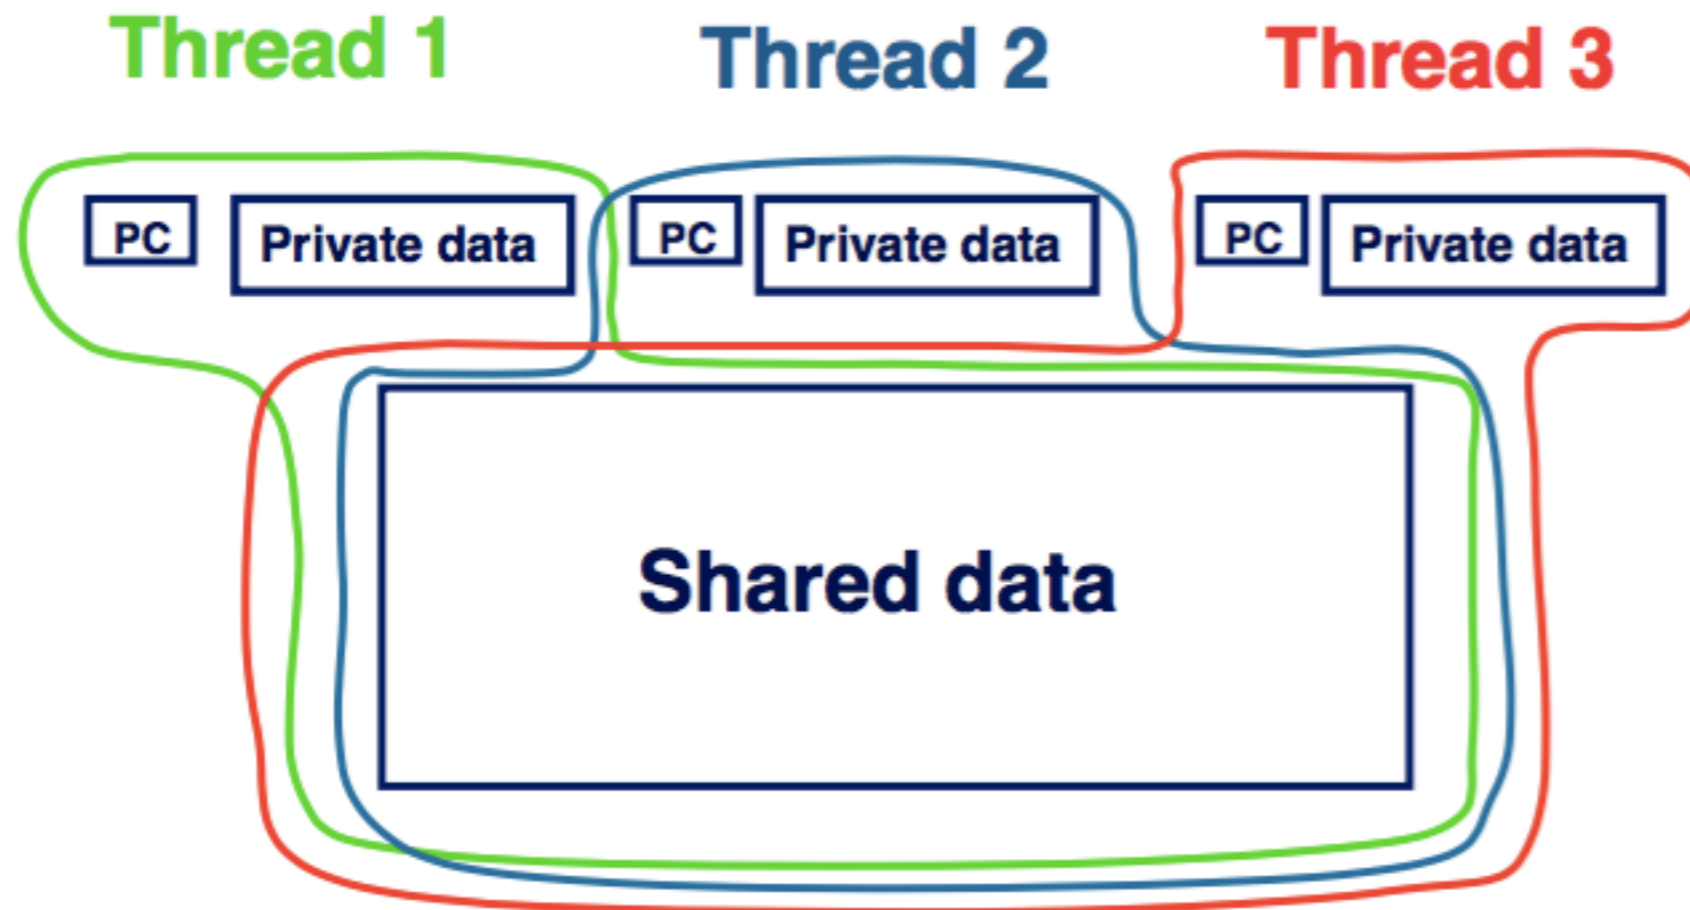 Thread 1 Thread 2 Thread 3
PC Private data PC Private data PC Private data
Shared data